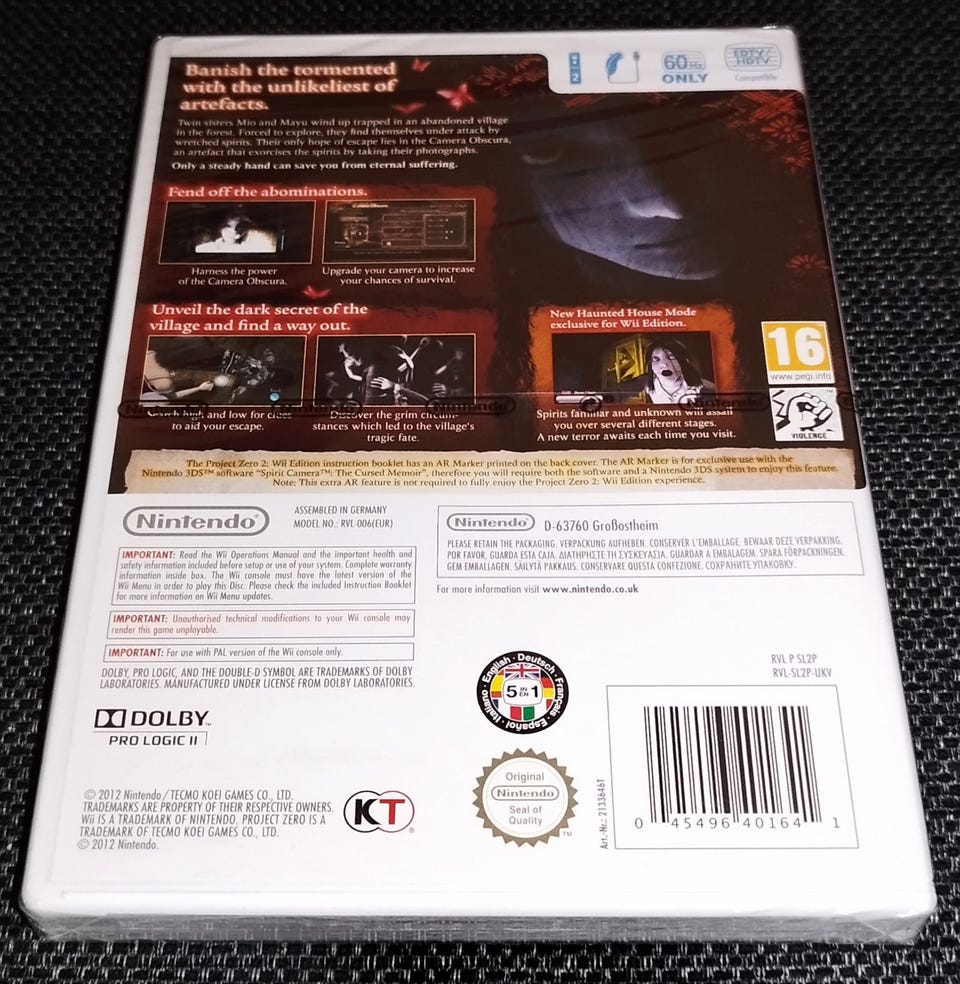 Banish the tormented
with the unlikeliest of
artefacts.
Twin sisters Mio and Mayu wind up trapped in an abandoned village
in the forest. Forced to explore, they find themselves under attack by
wretched spirits. Their only hope of escape lies in the Camera Obscura,
an artefact that exorcises the spirits by taking their photographs.
Only a steady hand can save you from eternal suffering.
2
60Hz
ONLY
EDTV/
HDTV
Compatible
Fend off the abominations.
Harness the power
of the Camera Obscura.
Upgrade your camera to increase
your chances of survival.
Unveil the dark secret of the
village and find a way out.
Search high and low for clues
to aid your escape.
Discover the grim circum-
stances which led to the village's
tragic fate.
New Haunted House Mode
exclusive for Wii Edition.
Spirits familiar and unknown will assail
you over several different stages.
A new terror awaits each time you visit.
16
www.pegi.info
VIOLENCE
Nintendo
Nintendo
Nintendo
The Project Zero 2: Wii Edition instruction booklet has an AR Marker printed on the back cover. The AR Marker is for exclusive use with the
Nintendo 3DS™ software "Spirit Camera™: The Cursed Memoir", therefore you will require both the software and a Nintendo 3DS system to enjoy this feature.
Note: This extra AR feature is not required to fully enjoy the Project Zero 2: Wii Edition experience.
Nintendo®
ASSEMBLED IN GERMANY
MODEL NO.: RVL-006(EUR)
IMPORTANT: Read the Wii Operations Manual and the important health and
safety information included before setup or use of your system. Complete warranty
information inside box. The Wii console must have the latest version of the
Wii Menu in order to play this Disc. Please check the included Instruction Booklet
for more information on Wii Menu updates.
IMPORTANT: Unauthorised technical modifications to your Wii console may
render this game unplayable.
IMPORTANT: For use with PAL version of the Wii console only.
DOLBY, PRO LOGIC, AND THE DOUBLE-D SYMBOL ARE TRADEMARKS OF DOLBY
LABORATORIES. MANUFACTURED UNDER LICENSE FROM DOLBY LABORATORIES.
DOLBY™
PRO LOGIC II
© 2012 Nintendo/TECMO KOEI GAMES CO., LTD.
TRADEMARKS ARE PROPERTY OF THEIR RESPECTIVE OWNERS.
Wii IS A TRADEMARK OF NINTENDO. PROJECT ZERO IS A
TRADEMARK OF TECMO KOEI GAMES CO., LTD.
© 2012 Nintendo.
KT®
Nintendo® D-63760 Großostheim
PLEASE RETAIN THE PACKAGING. VERPACKUNG AUFHEBEN. CONSERVER L'EMBALLAGE. BEWAAR DEZE VERPAKKING.
POR FAVOR, GUARDA ESTA CAJA. ΔΙΑΤΗΡΗΣΤΕ ΤΗ ΣΥΣΚΕΥΑΣΙΑ. GUARDAR A EMBALAGEM. SPARA FÖRPACKNINGEN.
GEM EMBALLAGEN. SÄILYTÄ PAKKAUS. CONSERVARE QUESTA CONFEZIONE. СОХРАНИТЕ УПАКОВКУ.
For more information visit www.nintendo.co.uk
English · Deutsch · Français · Español · Italiano ·
5 IN EN 1
Original
Nintendo®
Seal of
Quality
™
RVL P SL2P
RVL-SL2P-UKV
Art.-Nr.: 2133646T
0 45496 40164 1